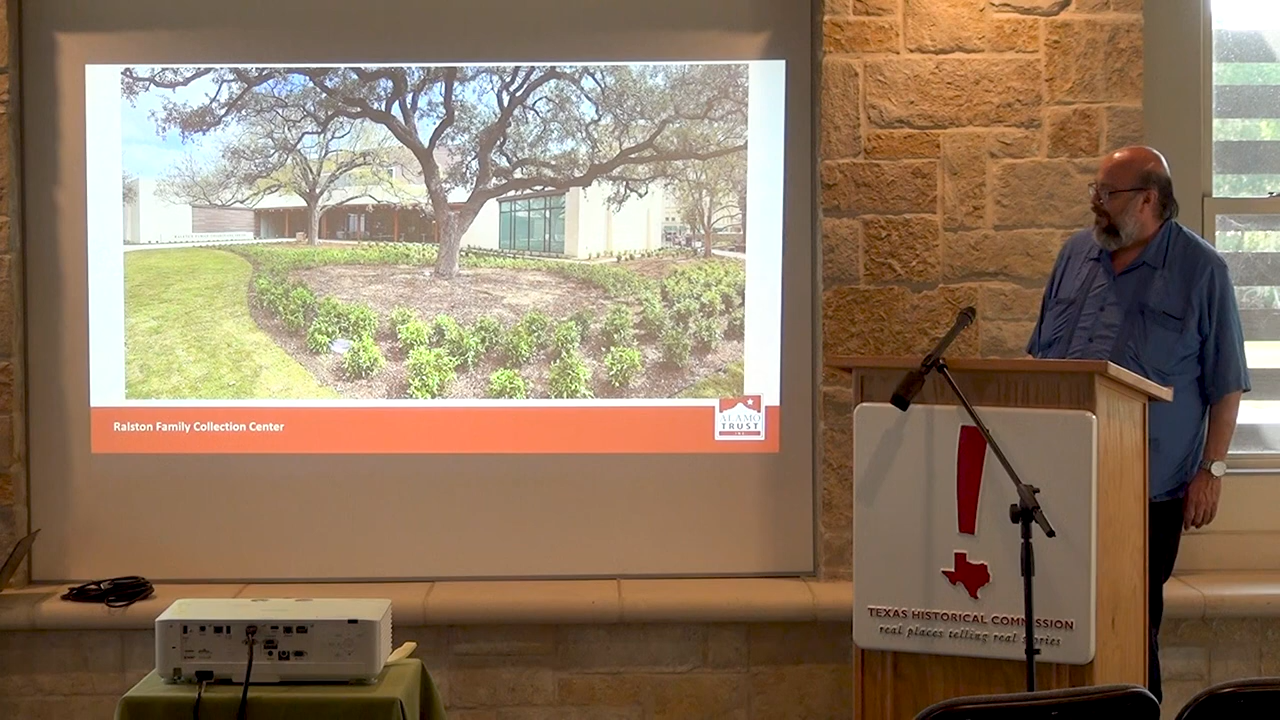 Ralston Family Collection Center
ALAMO
TRUST
TEXAS HISTORICAL COMMISSION
real places telling real stories